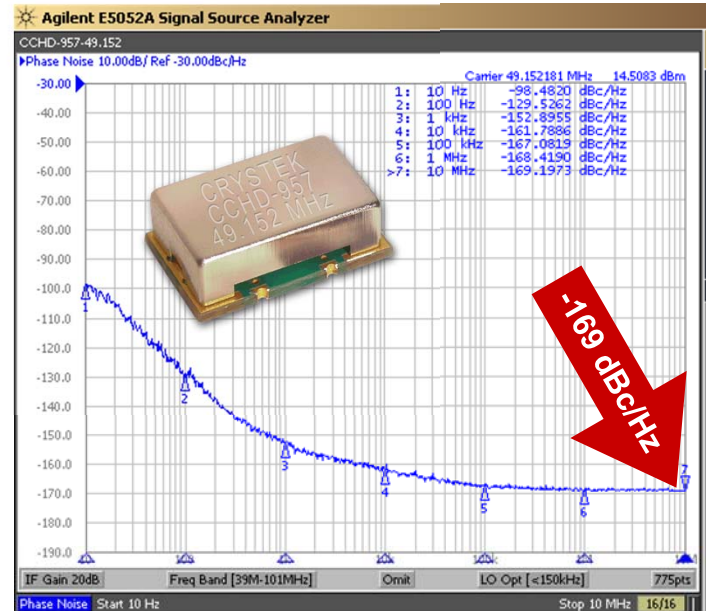 Agilent E5052A Signal Source Analyzer
CCHD-957-49.152
▶Phase Noise 10.00dB/ Ref -30.00dBc/Hz
Carrier 49.152181 MHz 14.5083 dBm
1: 10 Hz -98.4820 dBc/Hz
2: 100 Hz -129.5262 dBc/Hz
3: 1 kHz -152.8955 dBc/Hz
4: 10 kHz -161.7886 dBc/Hz
5: 100 kHz -167.0819 dBc/Hz
6: 1 MHz -168.4190 dBc/Hz
>7: 10 MHz -169.1973 dBc/Hz
-30.00
-40.00
-50.00
-60.00
-70.00
-80.00
-90.00
-100.0
-110.0
-120.0
-130.0
-140.0
-150.0
-160.0
-170.0
-180.0
-190.0
CRYSTEK
CCHD-957
49.152 MHz
-169 dBc/Hz
1
2
3
4
5
6
7
IF Gain 20dB Freq Band [39M-101MHz] Omit LO Opt [<150kHz] 775pts
Phase Noise Start 10 Hz Stop 10 MHz 16/16